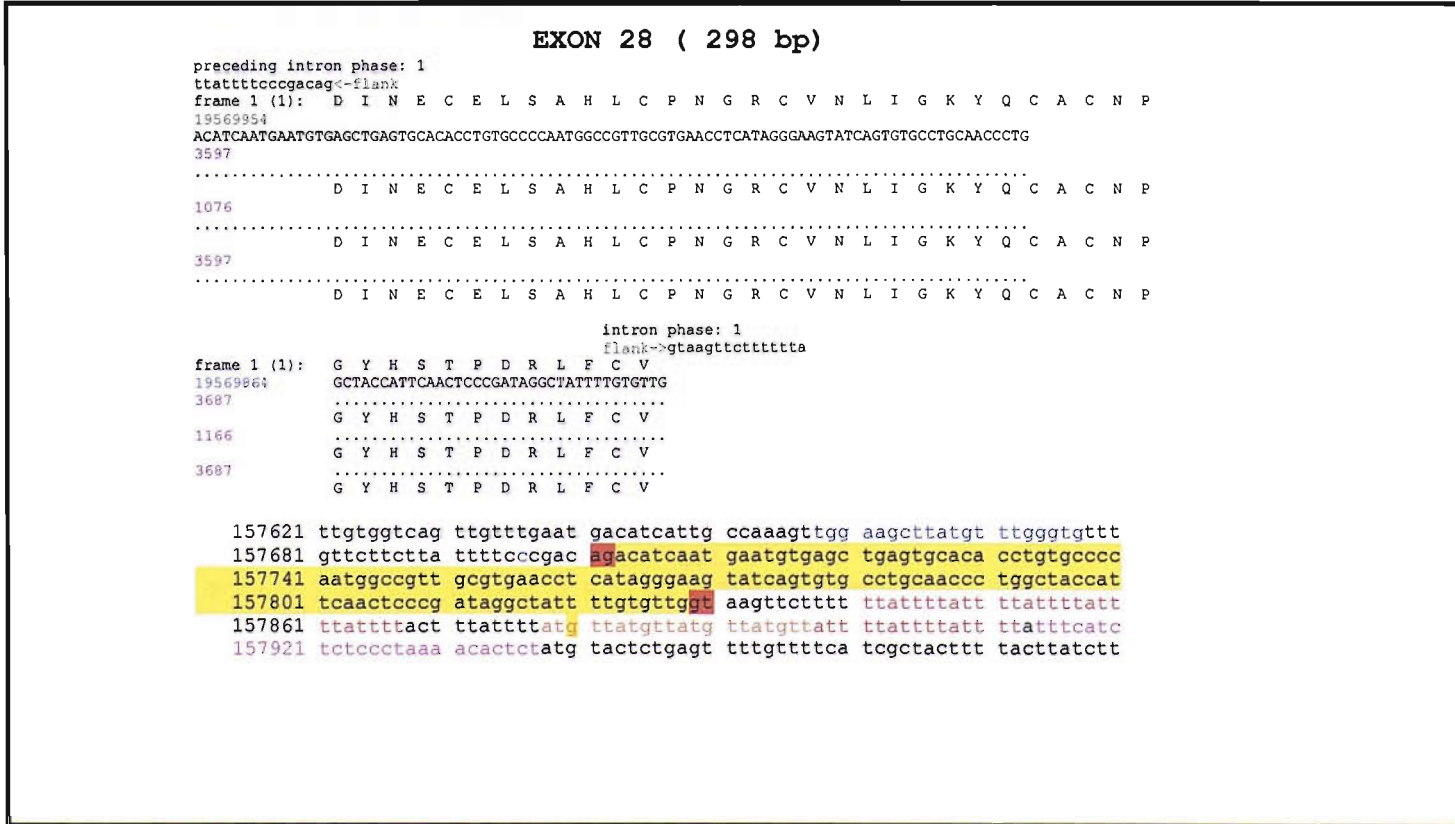 EXON 28 ( 298 bp)
preceding intron phase: 1
ttattttcccgacag<-flank
frame 1 (1): D I N E C E L S A H L C P N G R C V N L I G K Y Q C A C N P
19569954
ACATCAATGAATGTGAGCTGAGTGCACACCTGTGCCCCAATGGCCGTTGCGTGAACCTCATAGGGAAGTATCAGTGTGCCTGCAACCCTG
3597
..........................................................................................
D I N E C E L S A H L C P N G R C V N L I G K Y Q C A C N P
1076
..........................................................................................
D I N E C E L S A H L C P N G R C V N L I G K Y Q C A C N P
3597
..........................................................................................
D I N E C E L S A H L C P N G R C V N L I G K Y Q C A C N P
intron phase: 1
flank->gtaagttcttttttta
frame 1 (1): G Y H S T P D R L F C V
19569864 GCTACCATTCAACTCCCGATAGGCTATTTTGTGTTG
3687 ....................................
G Y H S T P D R L F C V
1166 ....................................
G Y H S T P D R L F C V
3687 ....................................
G Y H S T P D R L F C V
157621 ttgtggtcag ttgtttgaat gacatcattg ccaaagttgg aagcttatgt ttgggtgttt
157681 gttcttctta ttttcccgac agacatcaat gaatgtgagc tgagtgcaca cctgtgcccc
157741 aatggccgtt gcgtgaacct catagggaag tatcagtgtg cctgcaaccc tggctaccat
157801 tcaactcccg ataggctatt ttgtgttggt aagttctttt ttattttatt ttattttatt
157861 ttattttact ttattttatg ttatgttatg ttatgttatt ttattttatt ttatttcatc
157921 tctccctaaa acactctatg tactctgagt tttgttttca tcgctacttt tacttatctt